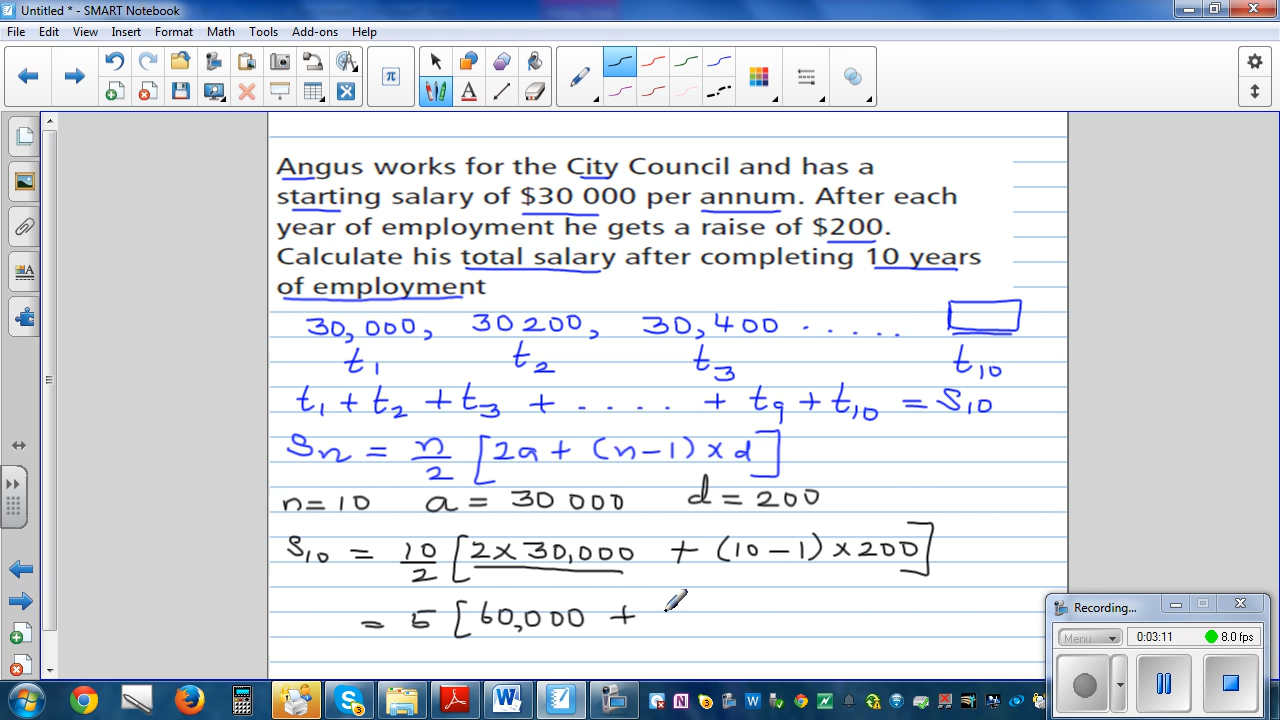 Untitled * - SMART Notebook
File Edit View Insert Format Math Tools Add-ons Help
Angus works for the City Council and has a
starting salary of $30 000 per annum. After each
year of employment he gets a raise of $200.
Calculate his total salary after completing 10 years
of employment
30,000, 30 200, 30,400 .....
t1 t2 t3 t10
t1 + t2 + t3 + .... + t9 + t10 = S10
Sn = n/2 [2a + (n-1) × d]
n = 10 a = 30 000 d = 200
S10 = 10/2 [2 × 30,000 + (10-1) × 200]
= 5 [60,000 +
Recording...
Menu 0:03:11 8.0 fps